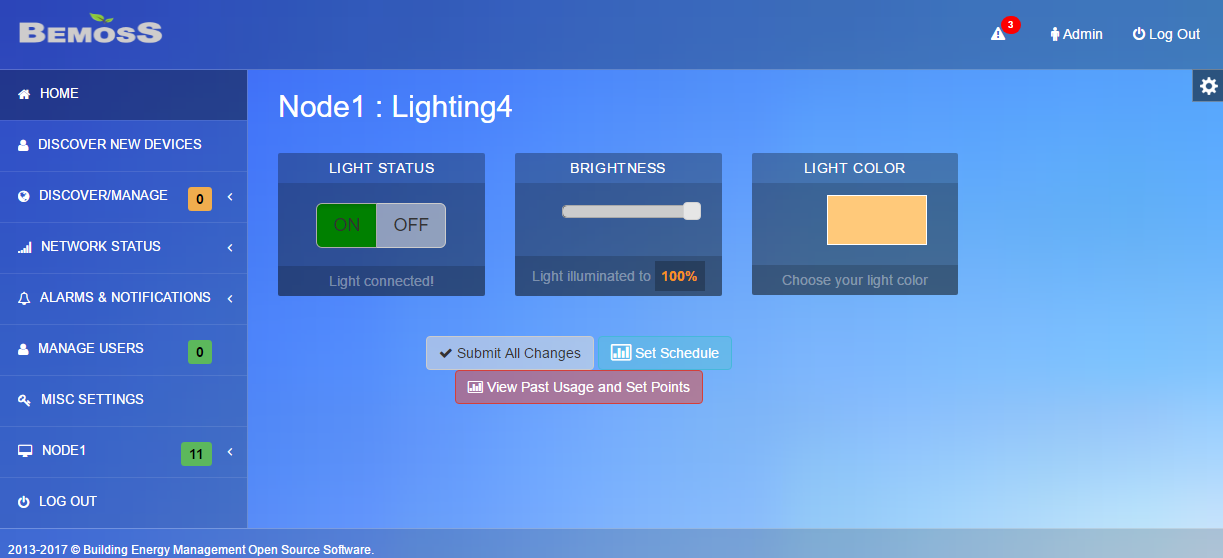 BEMOSS
3
Admin
Log Out
HOME
DISCOVER NEW DEVICES
DISCOVER/MANAGE 0
NETWORK STATUS
ALARMS & NOTIFICATIONS
MANAGE USERS 0
MISC SETTINGS
NODE1 11
LOG OUT
Node1 : Lighting4
LIGHT STATUS
ON OFF
Light connected!
BRIGHTNESS
Light illuminated to 100%
LIGHT COLOR
Choose your light color
Submit All Changes
Set Schedule
View Past Usage and Set Points
2013-2017 © Building Energy Management Open Source Software.